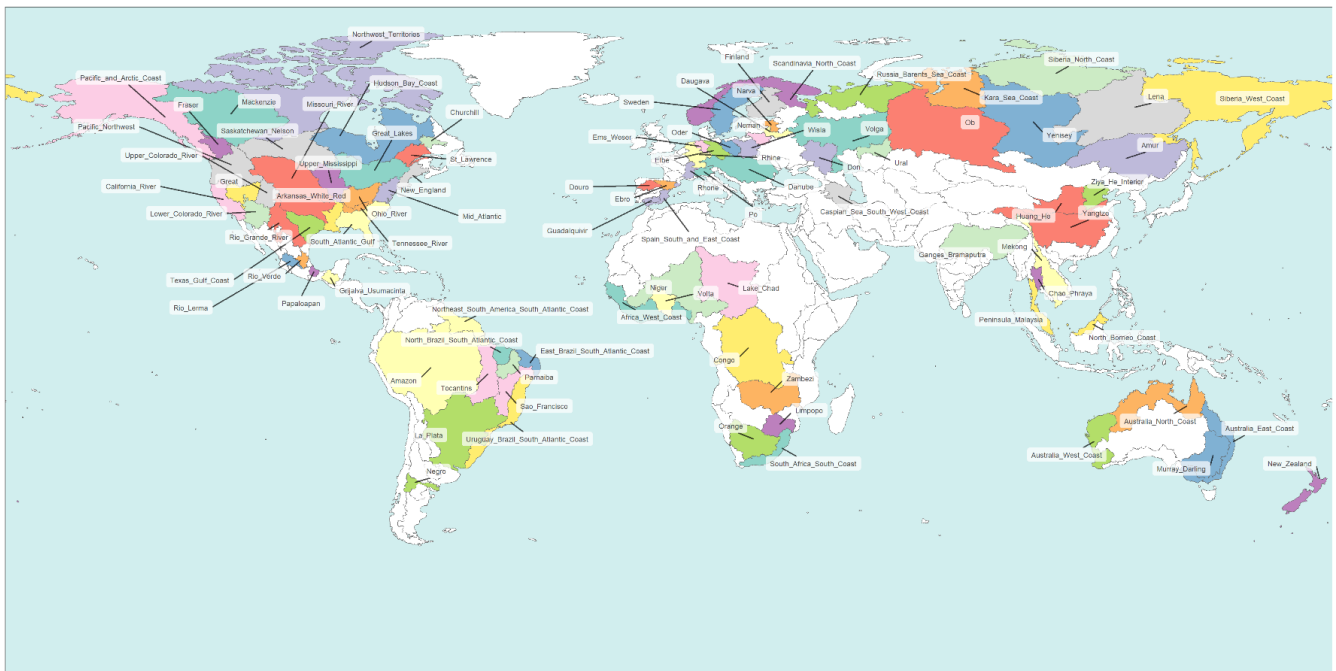 Northwest_Territories
Finland
Scandinavia_North_Coast
Siberia_North_Coast
Pacific_and_Arctic_Coast
Hudson_Bay_Coast
Daugava
Russia_Barents_Sea_Coast
Fraser
Mackenzie
Missouri_River
Narva
Kara_Sea_Coast
Lena
Siberia_West_Coast
Pacific_Northwest
Saskatchewan_Nelson
Great_Lakes
Churchill
Sweden
Neman
Ob
Ems_Weser
Oder
Wisla
Volga
Yenisey
Upper_Colorado_River
Upper_Mississippi
St_Lawrence
Elbe
Rhine
Don
Ural
Amur
California_River
Great
Arkansas_White_Red
New_England
Douro
Rhone
Danube
Ziya_He_Interior
Lower_Colorado_River
Ohio_River
Mid_Atlantic
Ebro
Po
Caspian_Sea_South_West_Coast
Huang_He
Yangtze
Rio_Grande_River
South_Atlantic_Gulf
Tennessee_River
Guadalquivir
Spain_South_and_East_Coast
Mekong
Ganges_Bramaputra
Texas_Gulf_Coast
Rio_Verde
Grijalva_Usumacinta
Niger
Volta
Lake_Chad
Chao_Phraya
Rio_Lerma
Papaloapan
Northeast_South_America_South_Atlantic_Coast
Africa_West_Coast
Peninsula_Malaysia
North_Brazil_South_Atlantic_Coast
East_Brazil_South_Atlantic_Coast
North_Borneo_Coast
Amazon
Tocantins
Parnaiba
Congo
Zambezi
Sao_Francisco
Limpopo
La_Plata
Uruguay_Brazil_South_Atlantic_Coast
Orange
Australia_North_Coast
Australia_East_Coast
Negro
South_Africa_South_Coast
Australia_West_Coast
Murray_Darling
New_Zealand